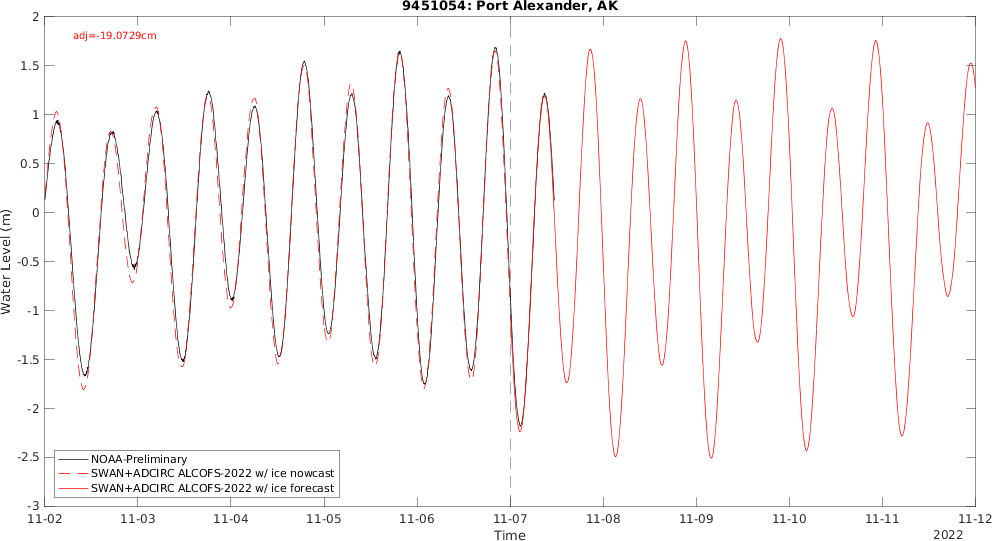 9451054: Port Alexander, AK
adj=-19.0729cm
2
1.5
1
0.5
0
-0.5
-1
-1.5
-2
-2.5
-3
Water Level (m)
NOAA-Preliminary
SWAN+ADCIRC ALCOFS-2022 w/ ice nowcast
SWAN+ADCIRC ALCOFS-2022 w/ ice forecast
11-02 11-03 11-04 11-05 11-06 11-07 11-08 11-09 11-10 11-11 11-12
Time
2022